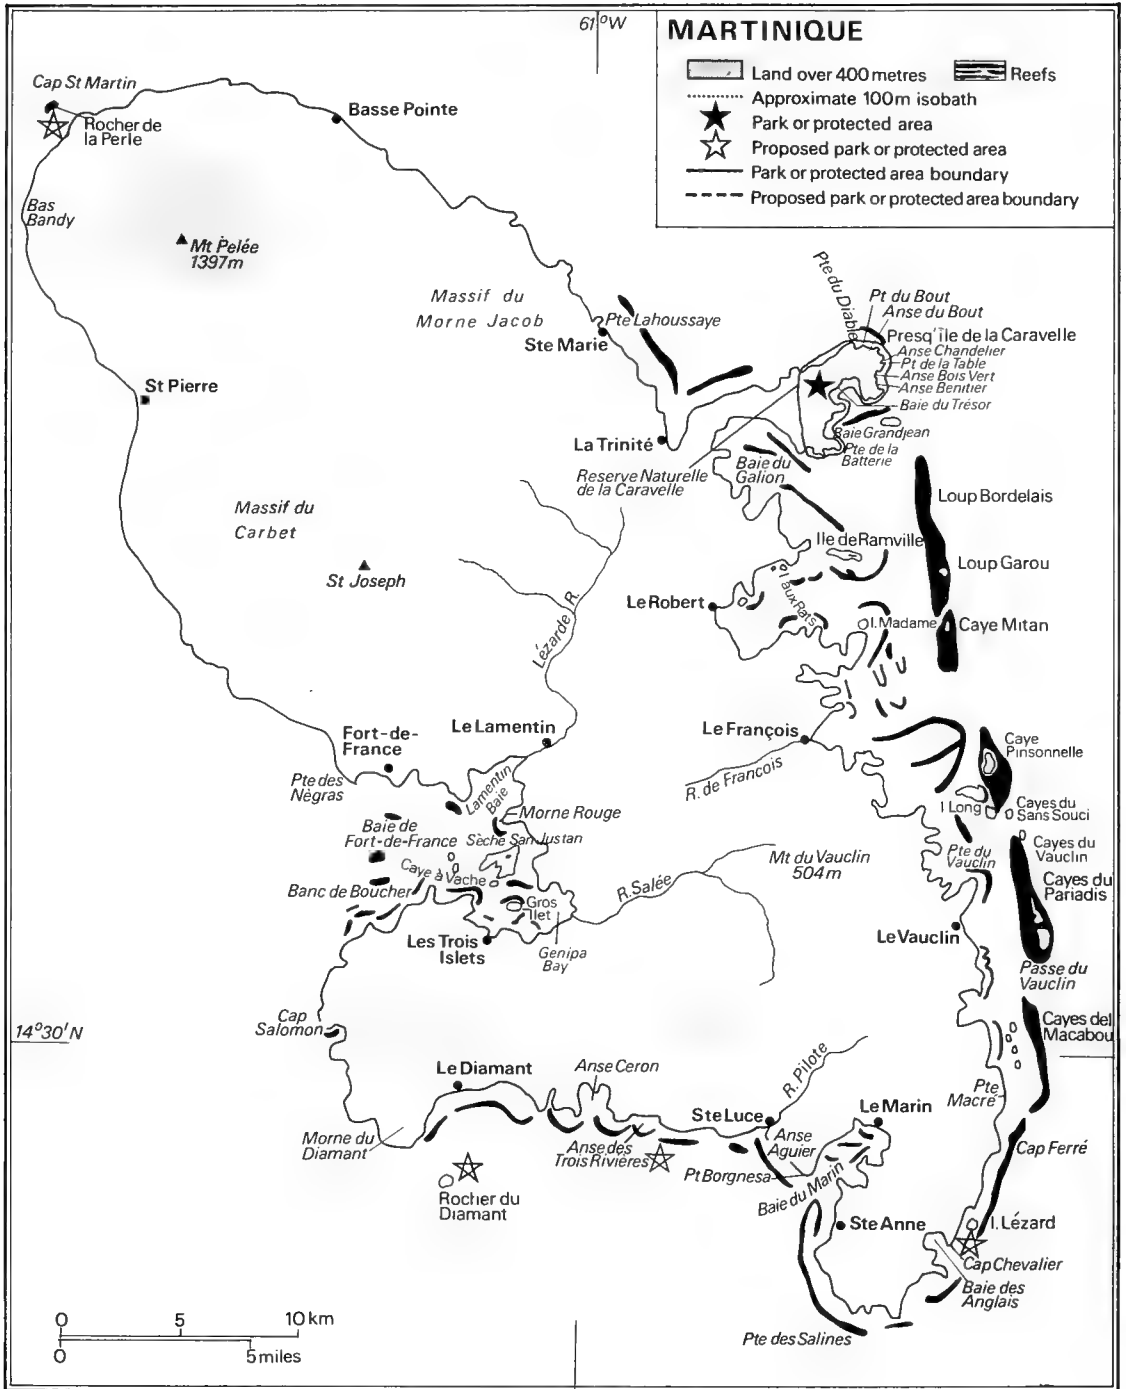 61°W
MARTINIQUE
Land over 400 metres
Reefs
Approximate 100m isobath
Park or protected area
Proposed park or protected area
Park or protected area boundary
Proposed park or protected area boundary
Cap St Martin
Rocher de
la Perle
Basse Pointe
Bas
Bandy
Mt Pelée
1397m
Massif du
Morne Jacob
Pte Lahoussaye
Ste Marie
Pte du Diable
Pt du Bout
Anse du Bout
Presq'île de la Caravelle
Anse Chandelier
Pt de la Table
Anse Bois Vert
Anse Benitier
Baie du Trésor
Baie Grandjean
Pte de la
Batterie
St Pierre
La Trinité
Reserve Naturelle
de la Caravelle
Baie du
Galion
Loup Bordelais
Massif du
Carbet
Ile de Ramville
Loup Garou
St Joseph
Lézarde R.
Le Robert
I aux Rats
I. Madame
Caye Mitan
Fort-de-
France
Le Lamentin
Le François
R. de Francois
Caye
Pinsonnelle
Pte des
Nègras
Lamentin
Baie
Morne Rouge
I Long
Cayes du
Sans Souci
Baie de
Fort-de-France
Sèche San Justan
Pte du
Vauclin
Cayes du
Vauclin
Mt du Vauclin
504m
Caye à Vache
Banc de Boucher
R. Salée
Cayes du
Pariadis
Gros
Ilet
Les Trois
Islets
Genipa
Bay
Le Vauclin
Passe du
Vauclin
Cap
Salomon
14°30'N
Cayes del
Macabou
Le Diamant
Anse Ceron
R. Pilote
Pte
Macré
Ste Luce
Le Marin
Morne du
Diamant
Anse des
Trois Rivières
Anse
Aguier
Cap Ferré
Pt Borgnesa
Baie du Marin
Rocher du
Diamant
Ste Anne
I. Lézard
Cap Chevalier
Baie des
Anglais
Pte des Salines
0 5 10 km
0 5 miles